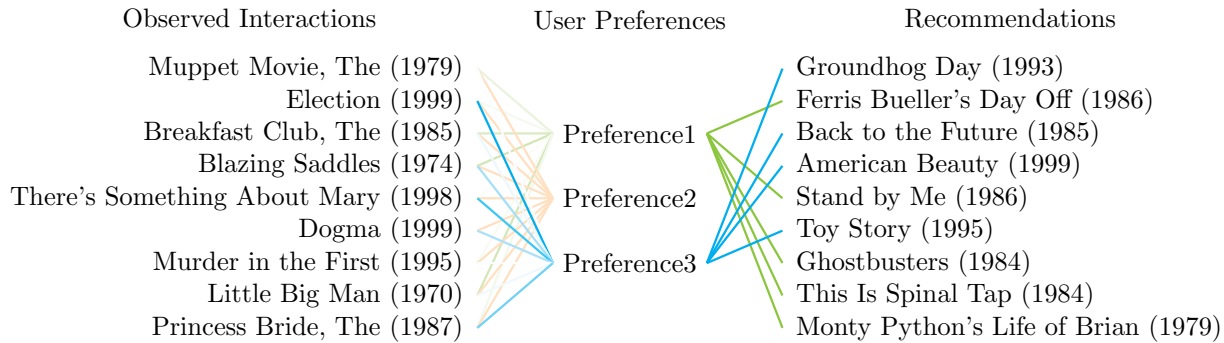 Observed Interactions
User Preferences
Recommendations
Muppet Movie, The (1979)
Election (1999)
Breakfast Club, The (1985)
Blazing Saddles (1974)
There's Something About Mary (1998)
Dogma (1999)
Murder in the First (1995)
Little Big Man (1970)
Princess Bride, The (1987)
Preference1
Preference2
Preference3
Groundhog Day (1993)
Ferris Bueller's Day Off (1986)
Back to the Future (1985)
American Beauty (1999)
Stand by Me (1986)
Toy Story (1995)
Ghostbusters (1984)
This Is Spinal Tap (1984)
Monty Python's Life of Brian (1979)